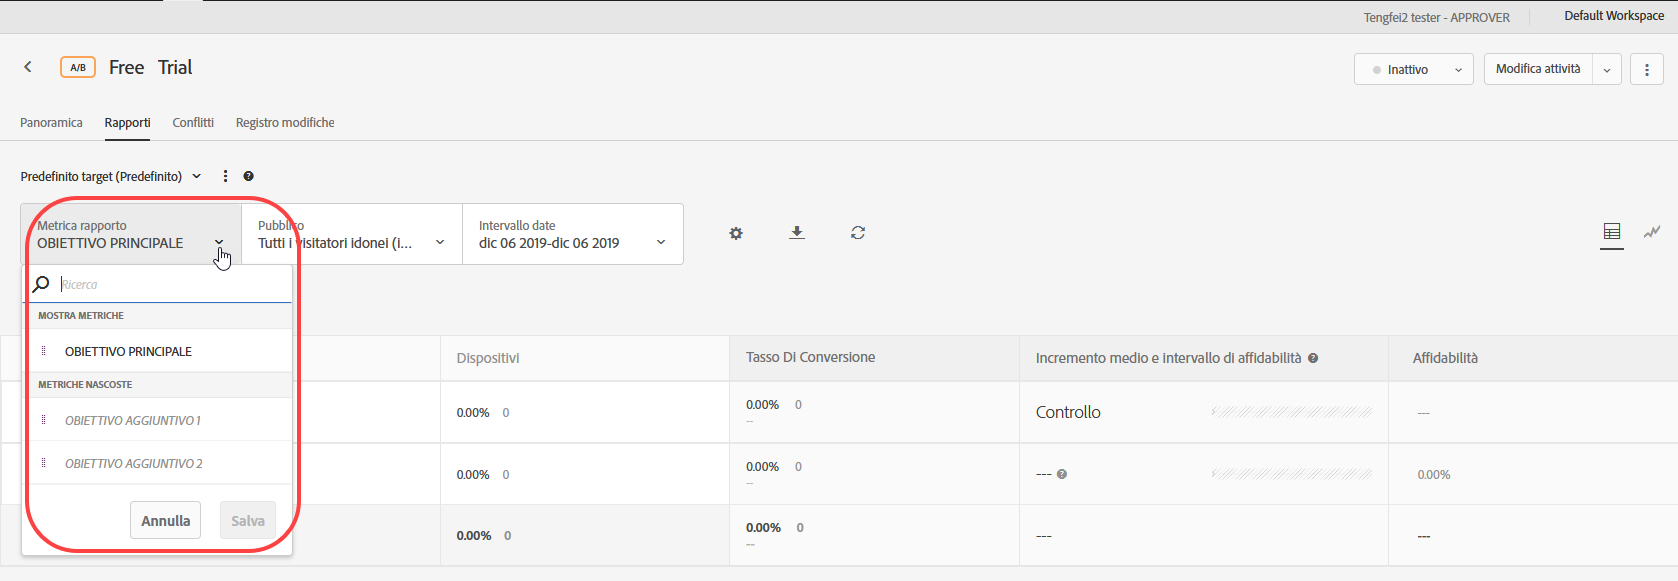 Tengfei2 tester - APPROVER
Default Workspace
A/B
Free Trial
Inattivo
Modifica attività
Panoramica
Rapporti
Conflitti
Registro modifiche
Predefinito target (Predefinito)
Metrica rapporto
OBIETTIVO PRINCIPALE
Pubblico
Tutti i visitatori idonei (i...
Intervallo date
dic 06 2019-dic 06 2019
Ricerca
MOSTRA METRICHE
OBIETTIVO PRINCIPALE
METRICHE NASCOSTE
OBIETTIVO AGGIUNTIVO 1
OBIETTIVO AGGIUNTIVO 2
Annulla
Salva
Dispositivi
Tasso Di Conversione
Incremento medio e intervallo di affidabilità
Affidabilità
0.00% 0
0.00% 0
--
Controllo
---
0.00% 0
0.00% 0
--
---
0.00%
0.00% 0
0.00% 0
--
---
---